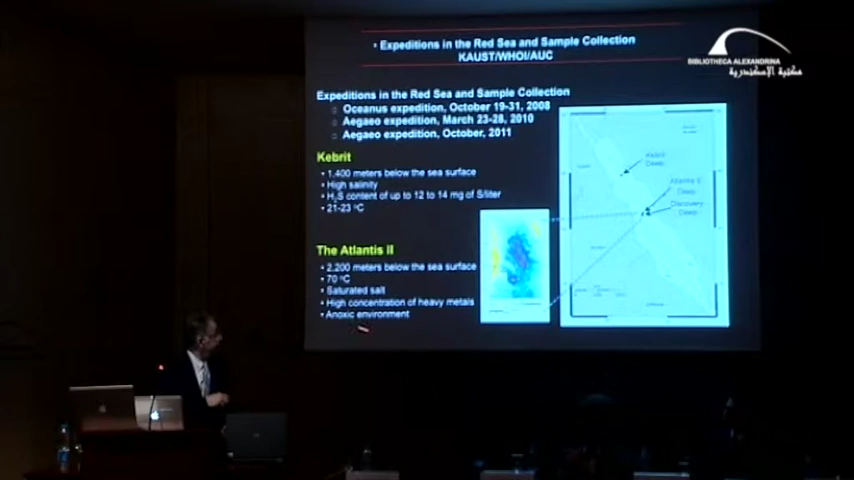 • Expeditions in the Red Sea and Sample Collection
KAUST/WHOI/AUC
BIBLIOTHECA ALEXANDRINA
مكتبة الإسكندرية
Expeditions in the Red Sea and Sample Collection
○ Oceanus expedition, October 19-31, 2008
○ Aegaeo expedition, March 23-28, 2010
○ Aegaeo expedition, October, 2011
Kebrit
• 1,400 meters below the sea surface
• High salinity
• H₂S content of up to 12 to 14 mg of S/liter
• 21-23 ºC
The Atlantis II
• 2,200 meters below the sea surface
• 70 ºC
• Saturated salt
• High concentration of heavy metals
• Anoxic environment
Kebrit
Deep
Atlantis II
Deep
Discovery
Deep